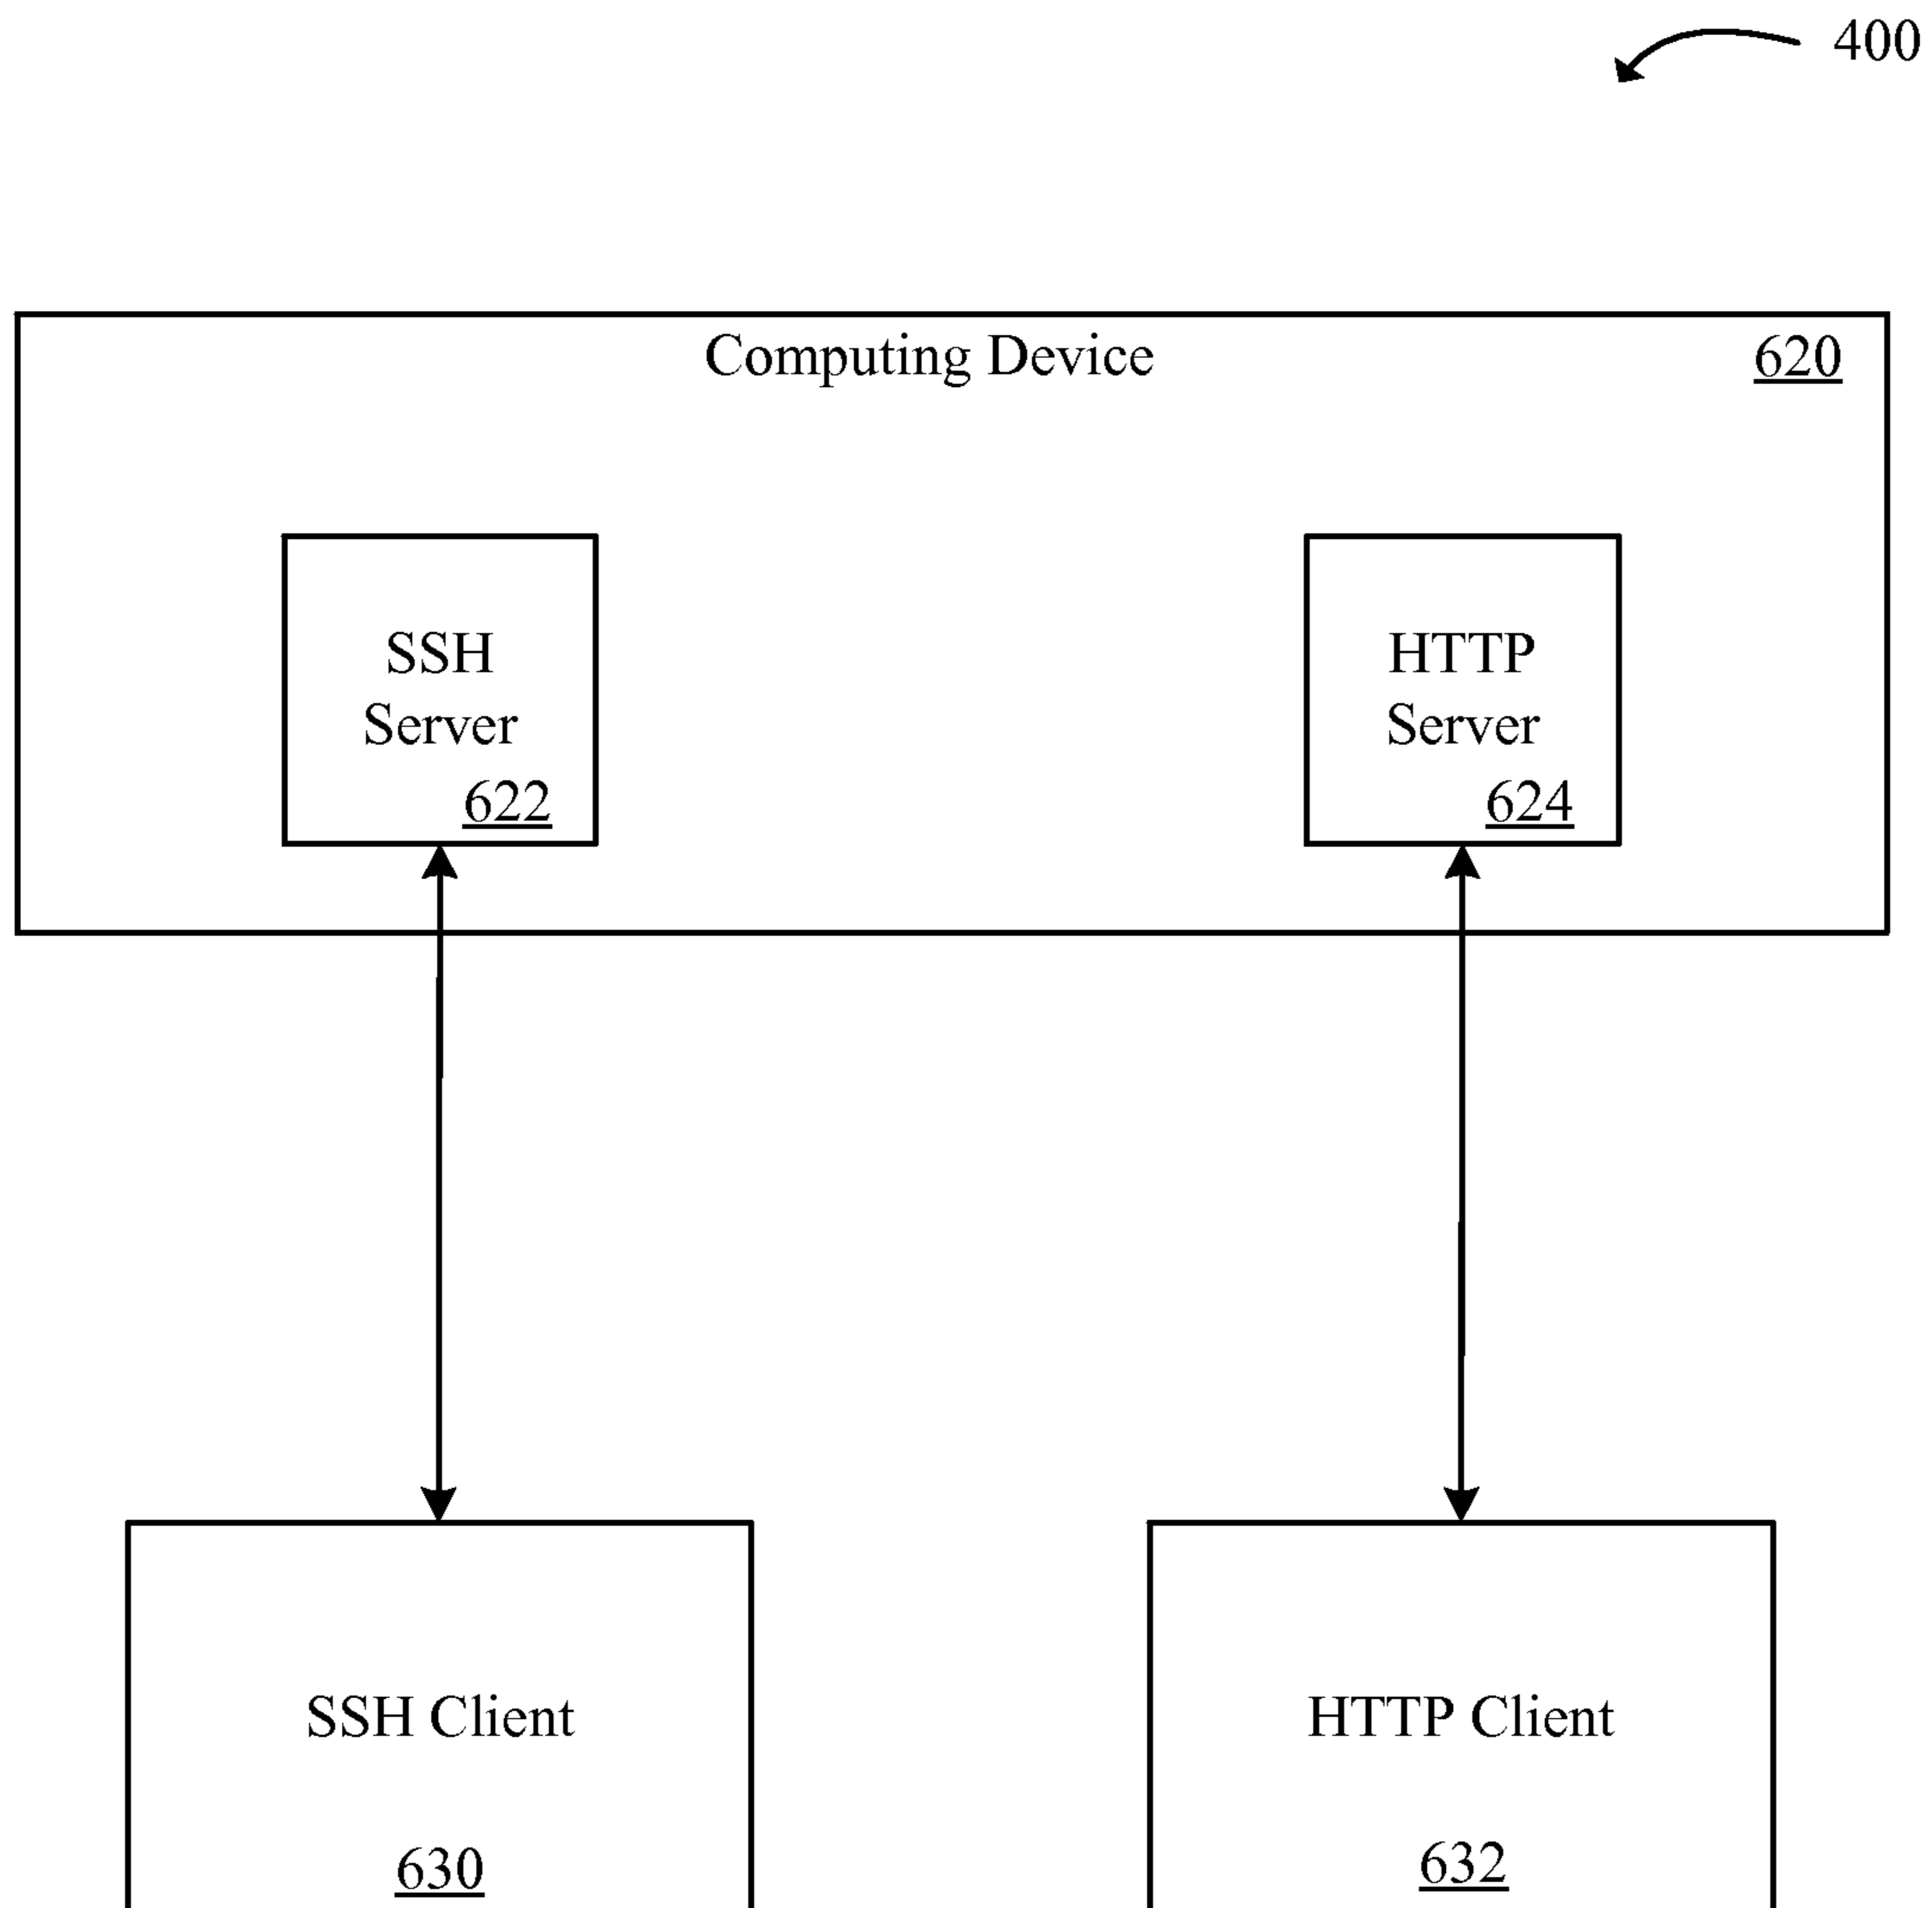 400
Computing Device 620
SSH
Server
622
HTTP
Server
624
SSH Client
630
HTTP Client
632